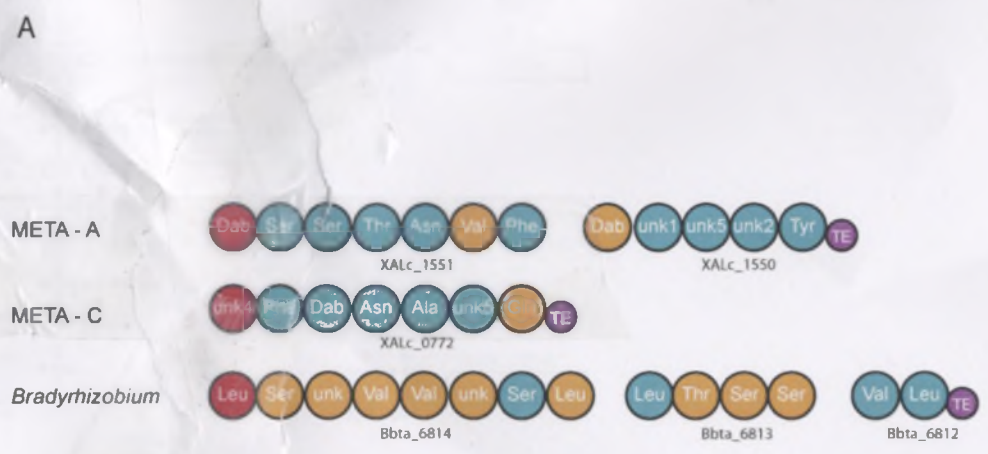 A
META - A Dab Ser Ser Thr Asn Val Phe Dab unk1 unk5 unk2 Tyr TE
XALc_1551 XALc_1550
META - C unk4 Phe Dab Asn Ala TE
XALc_0772
Bradyrhizobium Leu Ser unk Val Val unk Ser Leu Leu Thr Ser Ser Val Leu TE
Bbta_6814 Bbta_6813 Bbta_6812